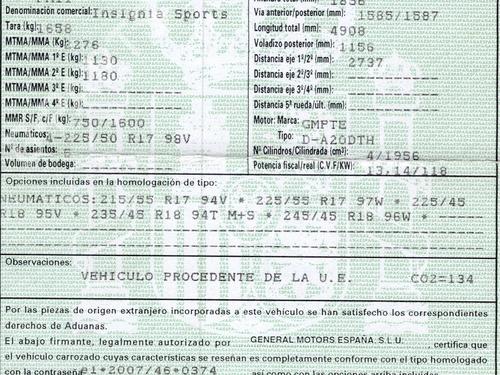 Denominación comercial: Insignia Sports
Vía anterior/posterior (mm): 1585/1587
Tara (kg) 1658
Longitud total (mm): 4908
MTMA/MMA (Kg): 2276
Voladizo posterior (mm): 1156
MTMA/MMA 1º E (kg): 1130
Distancia eje 1º/2º (mm): 2737
MTMA/MMA 2º E (kg): 1180
Distancia eje 2º/3º (mm):
MTMA/MMA 3º E (kg):
Distancia eje 3º/4º (mm):
MTMA/MMA 4º E (kg):
Distancia 5ª rueda/últ. (mm):
MMR S/F, c/F (kg): 750/1600
Motor: Marca: GMPTE
Neumáticos: 4-225/50 R17 98V
Tipo: D-A20DTH
Nº de asientos: 5
Nº Cilindros/Cilindrada (cm³): 4/1956
Volumen de bodega:
Potencia fiscal/real (C.V.F/KW): 13,14/118
Opciones incluidas en la homologación de tipo:
NEUMATICOS: 215/55 R17 94V * 225/55 R17 97W * 225/45
R18 95V * 235/45 R18 94T M+S * 245/45 R18 96W *
Observaciones:
VEHICULO PROCEDENTE DE LA U.E. CO2=134
Por las piezas de origen extranjero incorporadas a este vehículo se han satisfecho los correspondientes
derechos de Aduanas.
El abajo firmante, legalmente autorizado por GENERAL MOTORS ESPAÑA, S.L.U. , certifica que
el vehículo carrozado cuyas características se reseñan es completamente conforme con el tipo homologado
con la contraseña e1*2007/46*0374 así como con las opciones arriba incluidas